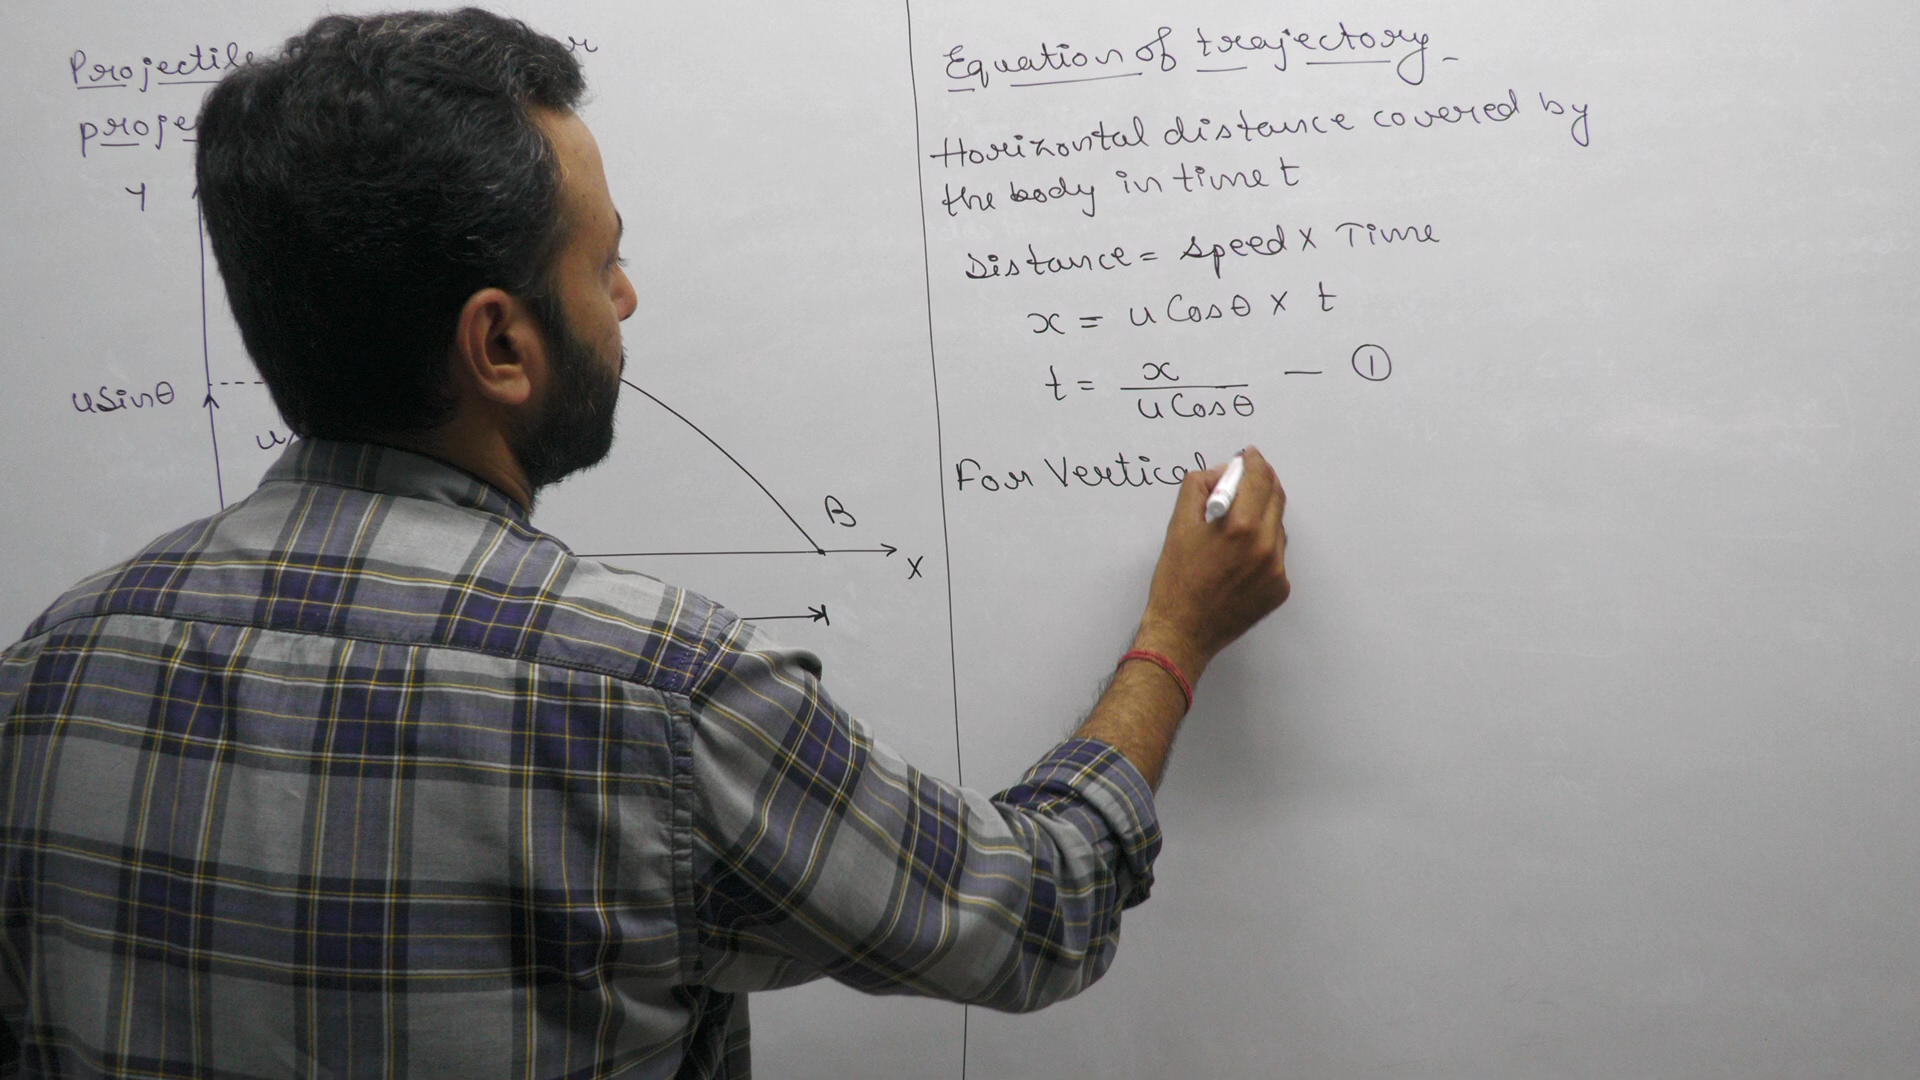 Projectile
proje
Y
uSinθ
u
B
X
Equation of trajectory -
Horizontal distance covered by
the body in time t
Distance = speed x Time
x = u Cosθ x t
t = x / u Cosθ — ①
For Vertical